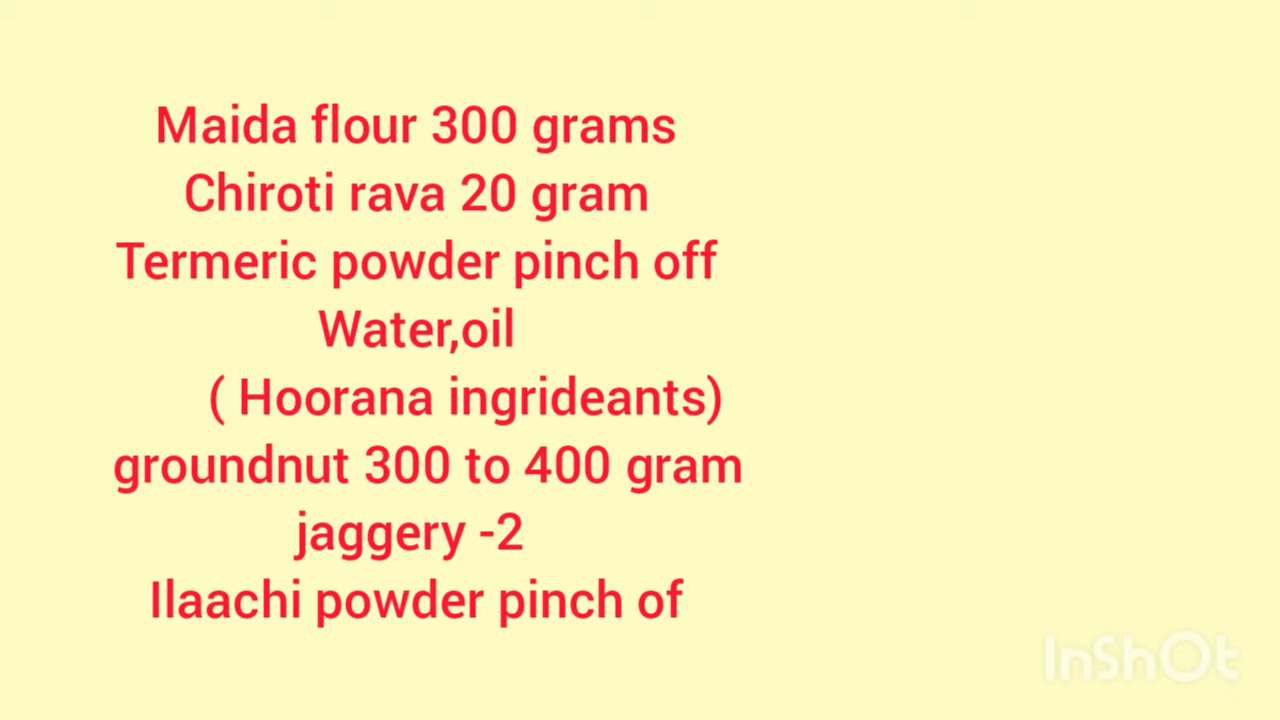 Maida flour 300 grams
Chiroti rava 20 gram
Termeric powder pinch off
Water,oil
( Hoorana ingrideants)
groundnut 300 to 400 gram
jaggery -2
Ilaachi powder pinch of
InShOt